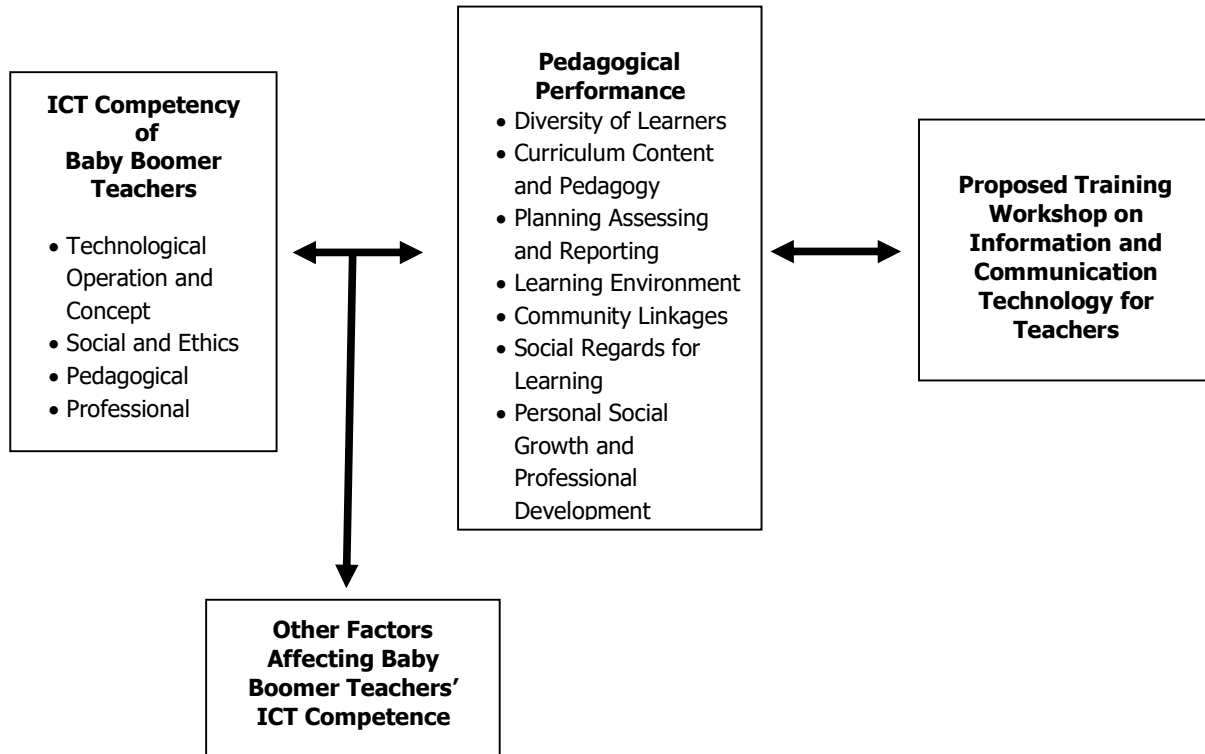 ICT Competency
of
Baby Boomer
Teachers
• Technological
Operation and
Concept
• Social and Ethics
• Pedagogical
• Professional
Pedagogical
Performance
• Diversity of Learners
• Curriculum Content
and Pedagogy
• Planning Assessing
and Reporting
• Learning Environment
• Community Linkages
• Social Regards for
Learning
• Personal Social
Growth and
Professional
Development
Proposed Training
Workshop on
Information and
Communication
Technology for
Teachers
Other Factors
Affecting Baby
Boomer Teachers’
ICT Competence